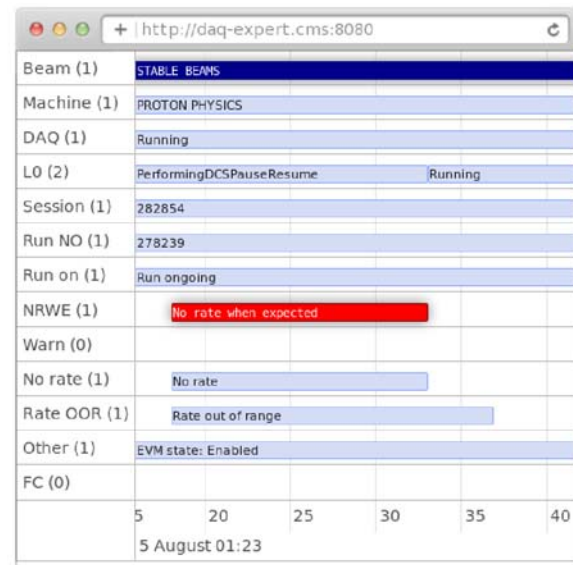 + http://daq-expert.cms:8080
Beam (1) STABLE BEAMS
Machine (1) PROTON PHYSICS
DAQ (1) Running
L0 (2) PerformingDCSPauseResume Running
Session (1) 282854
Run NO (1) 278239
Run on (1) Run ongoing
NRWE (1) No rate when expected
Warn (0)
No rate (1) No rate
Rate OOR (1) Rate out of range
Other (1) EVM state: Enabled
FC (0)
5 20 25 30 35 40
5 August 01:23